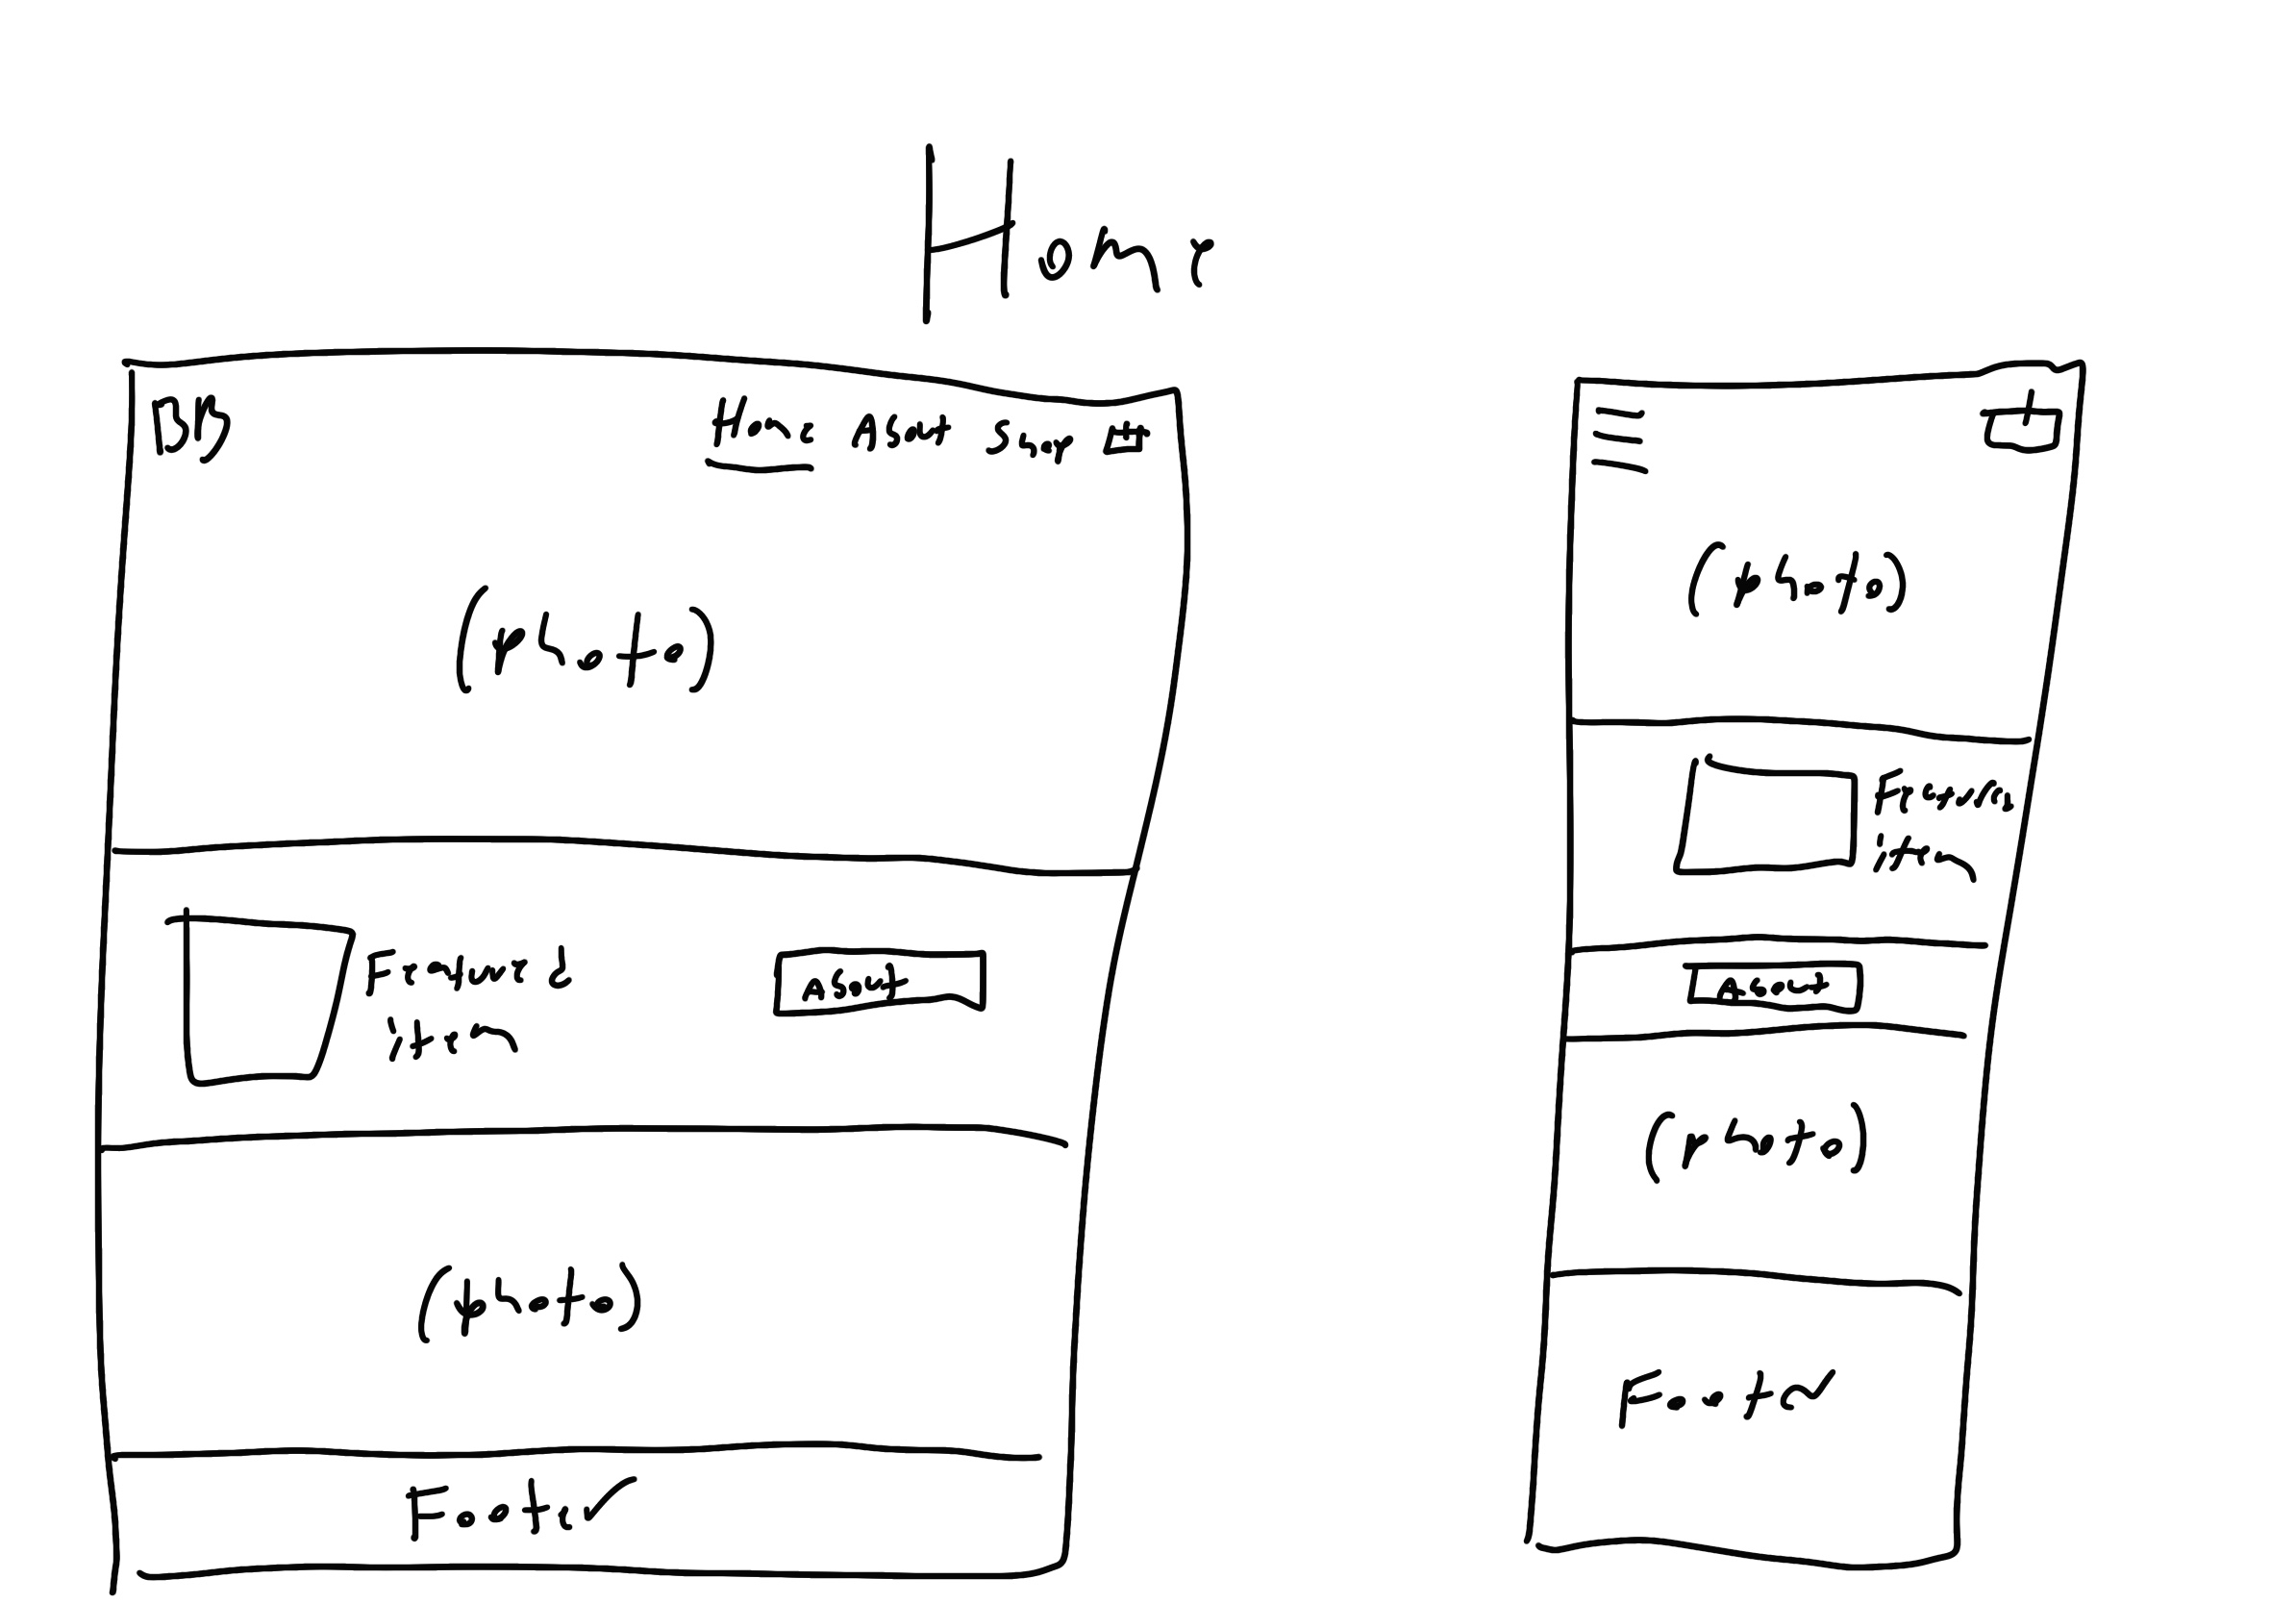 Home
BB
Home About Shop
(photo)
Featured
item
About
(photo)
Footer
(photo)
Featured
item
About
(photo)
Footer